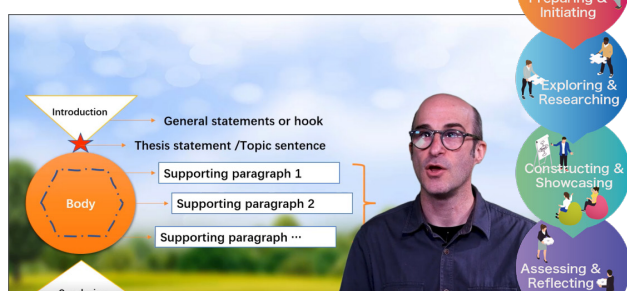 Preparing &
Initiating
Introduction
General statements or hook
Thesis statement /Topic sentence
Exploring &
Researching
Supporting paragraph 1
Body
Supporting paragraph 2
Supporting paragraph ⋯
Constructing &
Showcasing
Assessing &
Reflecting